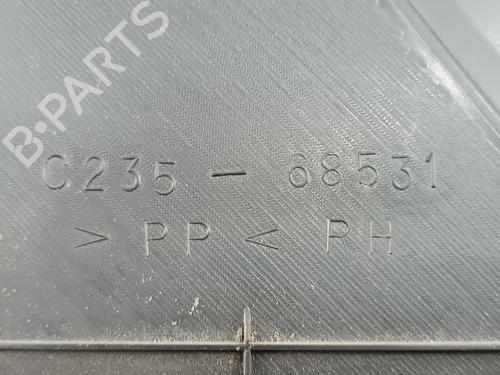 B-PARTS
C235 - 68531
> PP < RH